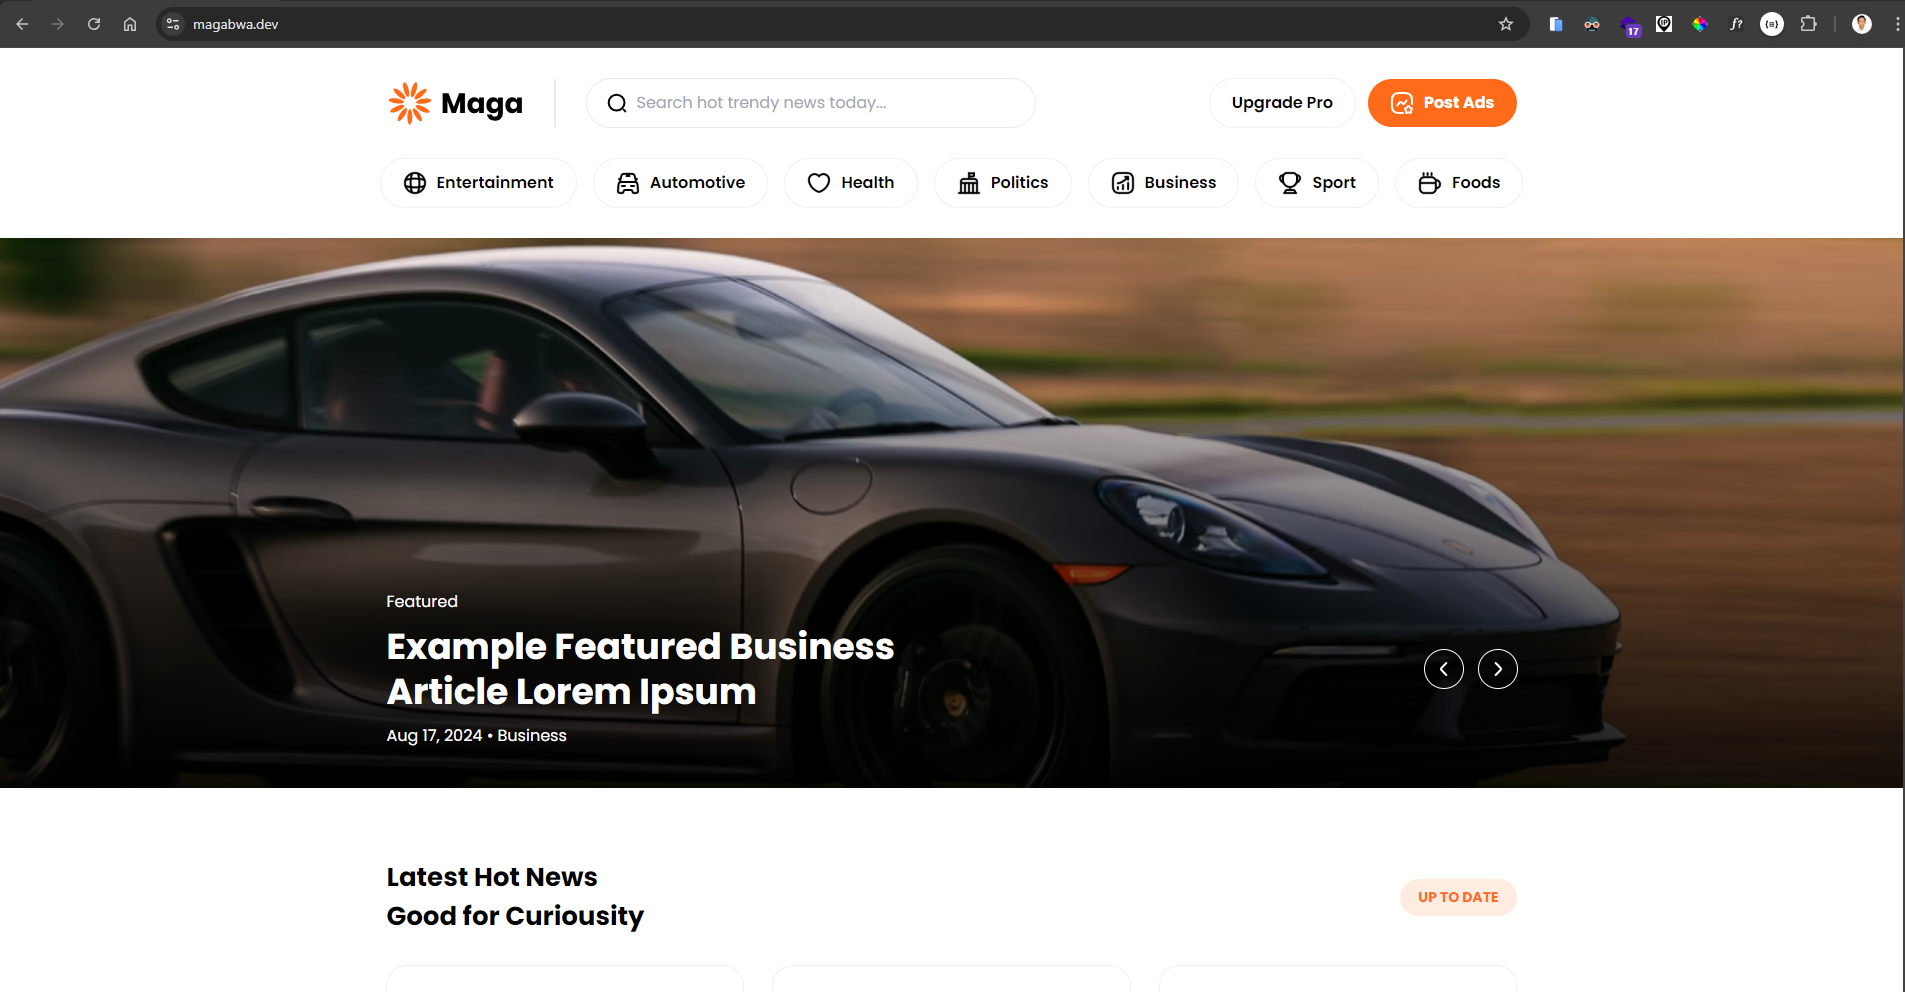 magabwa.dev
17
f?
Maga
Search hot trendy news today...
Upgrade Pro
Post Ads
Entertainment
Automotive
Health
Politics
Business
Sport
Foods
Featured
Example Featured Business
Article Lorem Ipsum
Aug 17, 2024 • Business
Latest Hot News
Good for Curiousity
UP TO DATE